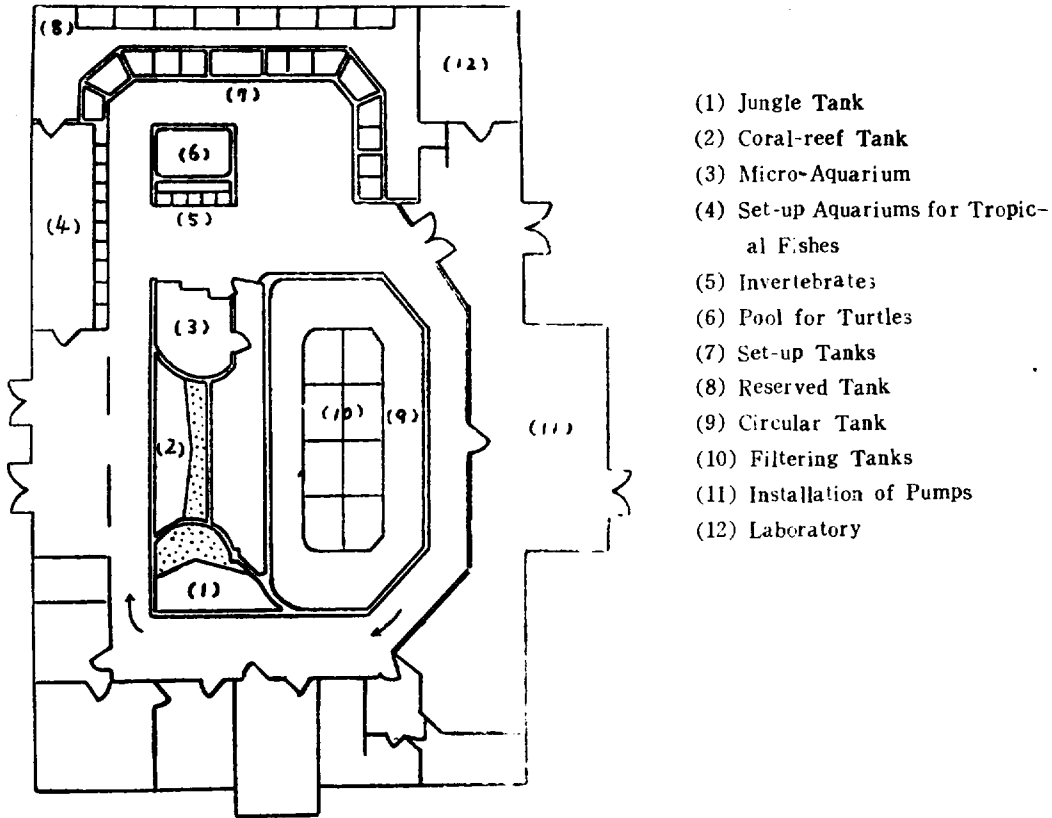 (8)
(12)
(7)
(6)
(4)
(5)
(3)
(10)
(9)
(2)
(11)
(1)
(1) Jungle Tank
(2) Coral-reef Tank
(3) Micro-Aquarium
(4) Set-up Aquariums for Tropic-
al Fishes
(5) Invertebrates
(6) Pool for Turtles
(7) Set-up Tanks
(8) Reserved Tank
(9) Circular Tank
(10) Filtering Tanks
(11) Installation of Pumps
(12) Laboratory